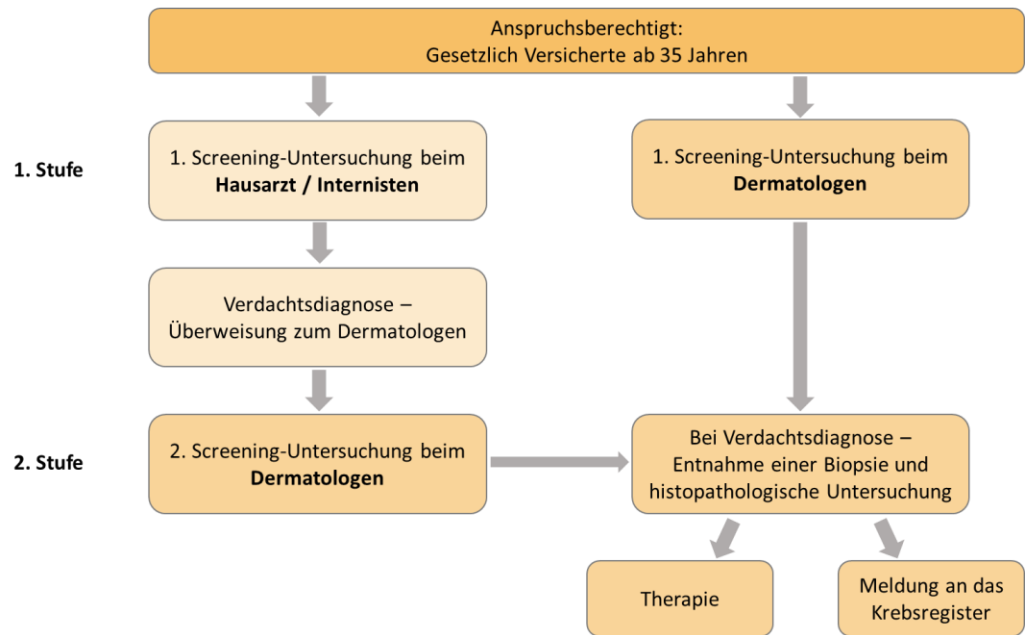 Anspruchsberechtigt:
Gesetzlich Versicherte ab 35 Jahren
1. Stufe
1. Screening-Untersuchung beim
Hausarzt / Internisten
1. Screening-Untersuchung beim
Dermatologen
Verdachtsdiagnose –
Überweisung zum Dermatologen
2. Stufe
2. Screening-Untersuchung beim
Dermatologen
Bei Verdachtsdiagnose –
Entnahme einer Biopsie und
histopathologische Untersuchung
Therapie
Meldung an das
Krebsregister